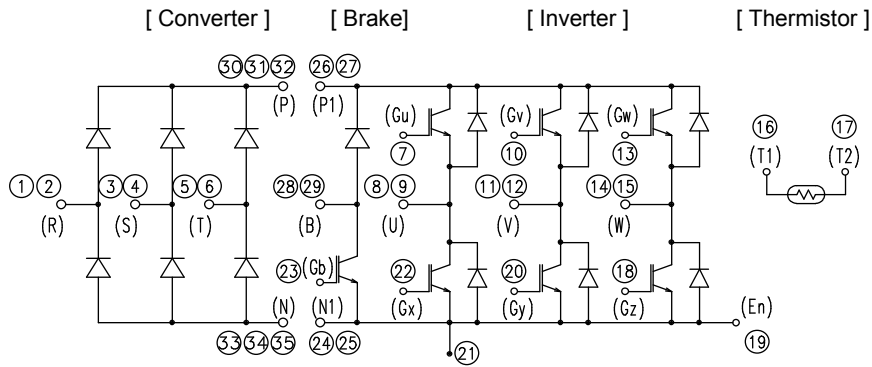 [ Converter ] [ Brake] [ Inverter ] [ Thermistor ]
30 31 32 26 27
(P) (P1) (Gu) (Gv) (Gw)
7 10 13 16 17
(T1) (T2)
1 2 3 4 5 6 28 29 8 9 11 12 14 15
(R) (S) (T) (B) (U) (V) (W)
23 (Gb) 22 20 18
(N) (N1) (Gx) (Gy) (Gz) (En)
33 34 35 24 25 21 19